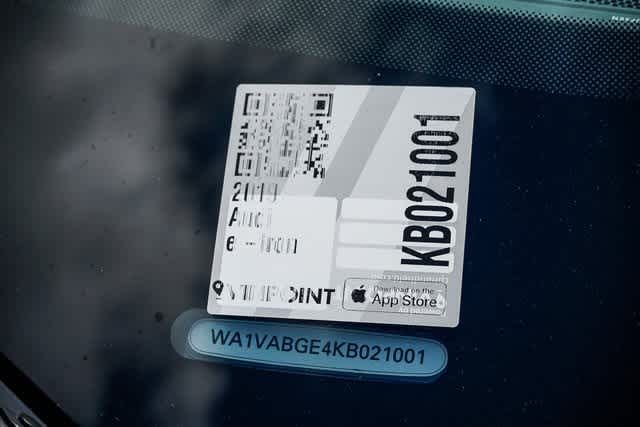 2019
Audi
e-tron
KB021001
VINPOINT
Download on the
App Store
WA1VABGE4KB021001